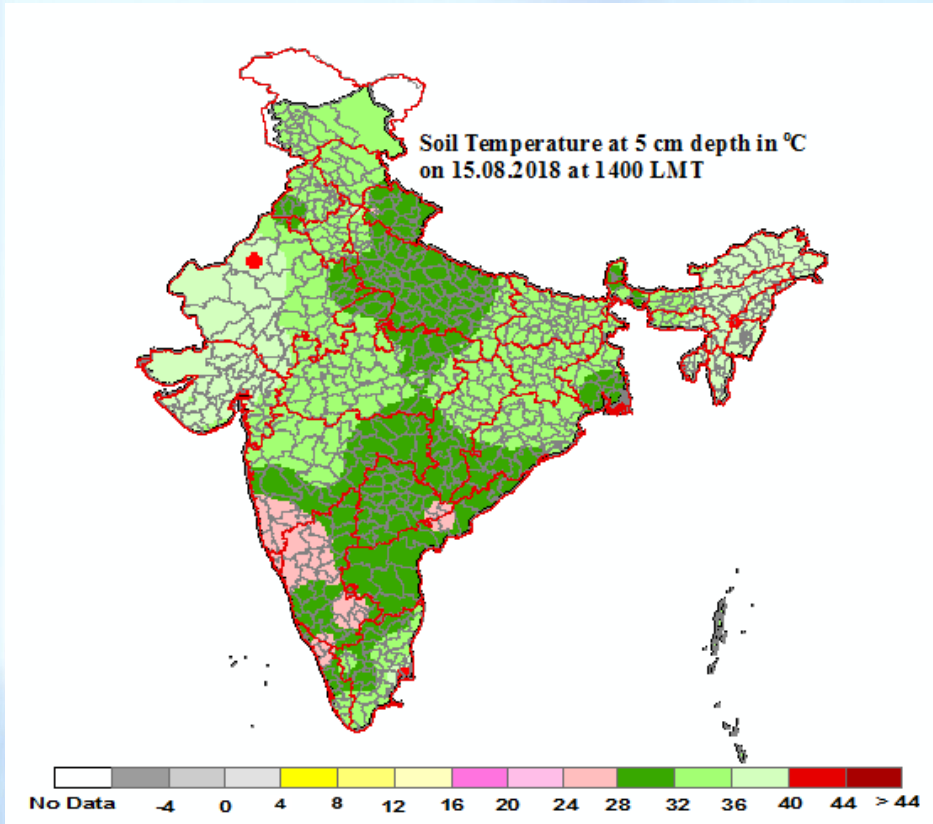 Soil Temperature at 5 cm depth in ⁰C
on 15.08.2018 at 1400 LMT
No Data -4 0 4 8 12 16 20 24 28 32 36 40 44 > 44